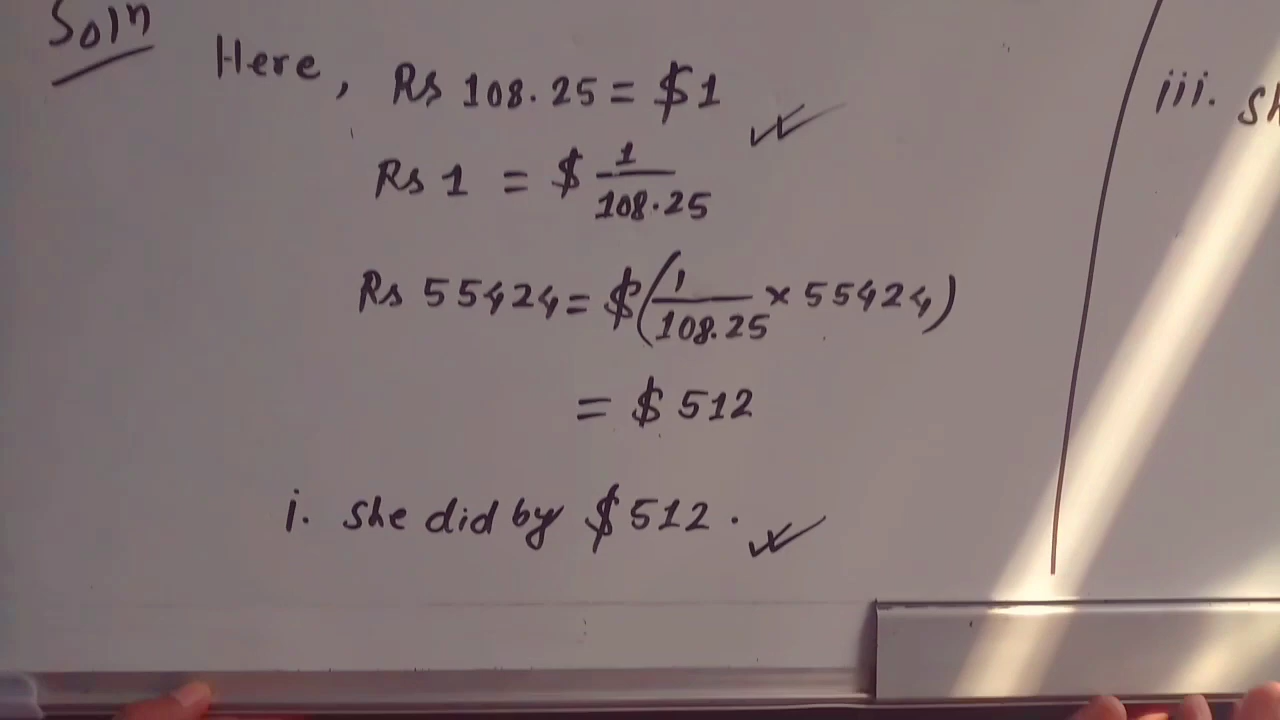 Soln
Here, Rs 108.25 = $1
Rs 1 = $ 1/108.25
Rs 55424 = $(1/108.25 × 55424)
= $ 512
i. she did by $512.
iii.